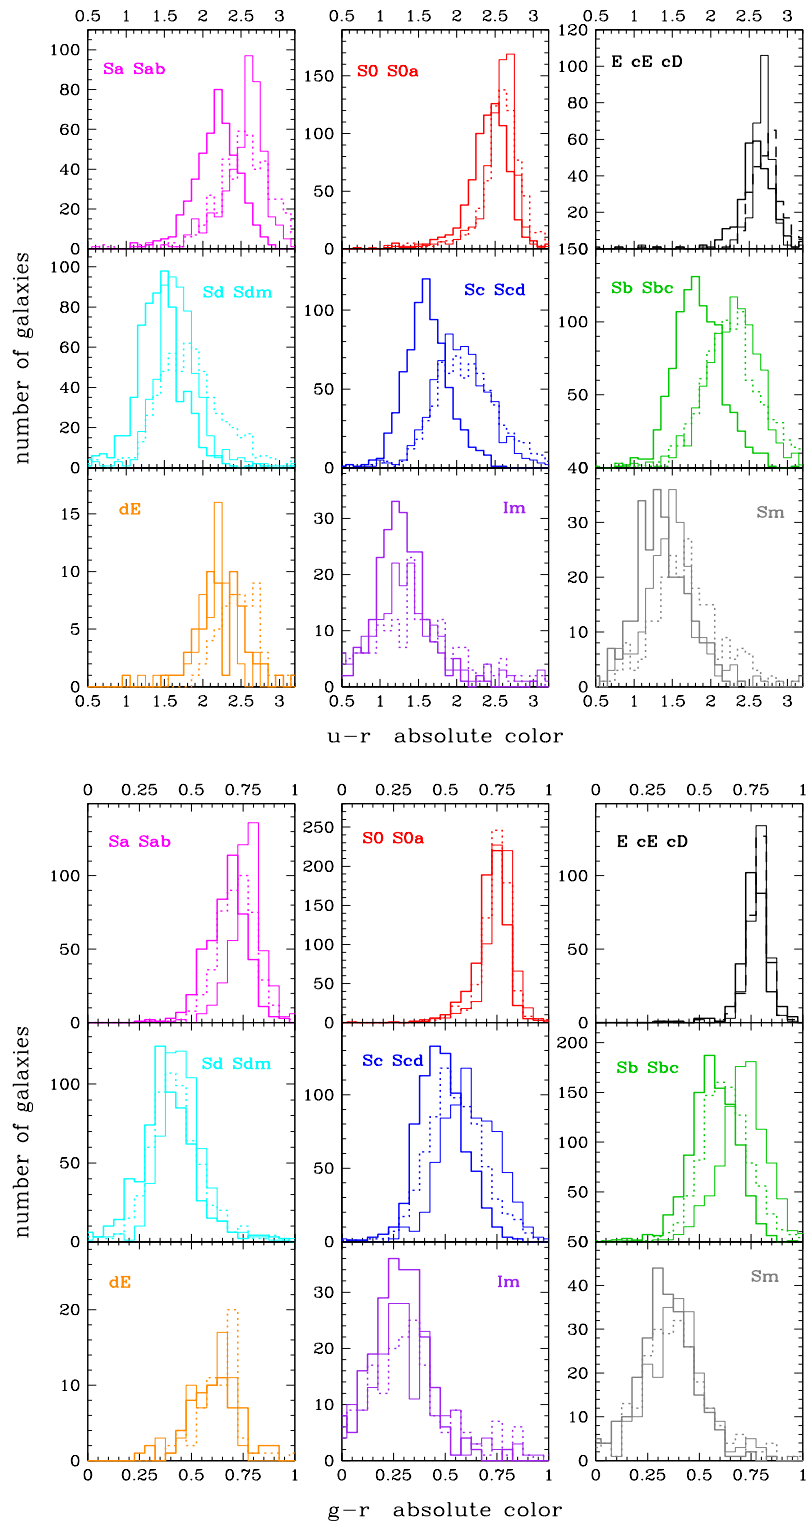 0.5 1 1.5 2 2.5 3 0.5 1 1.5 2 2.5 3 0.5 1 1.5 2 2.5 3
100 80 60 40 20 0 Sa Sab
150 100 50 0 S0 S0a
120 100 80 60 40 20 E cE cD
100 80 60 40 20 0 Sd Sdm
100 50 0 Sc Scd
150 100 50 Sb Sbc
number of galaxies
15 10 5 0 dE
30 20 10 0 Im
40 30 20 10 0 Sm
0.5 1 1.5 2 2.5 3 0.5 1 1.5 2 2.5 3 0.5 1 1.5 2 2.5 3
u-r absolute color
0 0.25 0.5 0.75 1 0 0.25 0.5 0.75 1 0 0.25 0.5 0.75 1
100 50 0 Sa Sab
250 200 150 100 50 0 S0 S0a
100 50 0 E cE cD
100 50 0 Sd Sdm
100 50 0 Sc Scd
200 150 100 50 Sb Sbc
number of galaxies
20 10 0 dE
30 20 10 0 Im
50 40 30 20 10 0 Sm
0 0.25 0.5 0.75 1 0 0.25 0.5 0.75 1 0 0.25 0.5 0.75 1
g-r absolute color